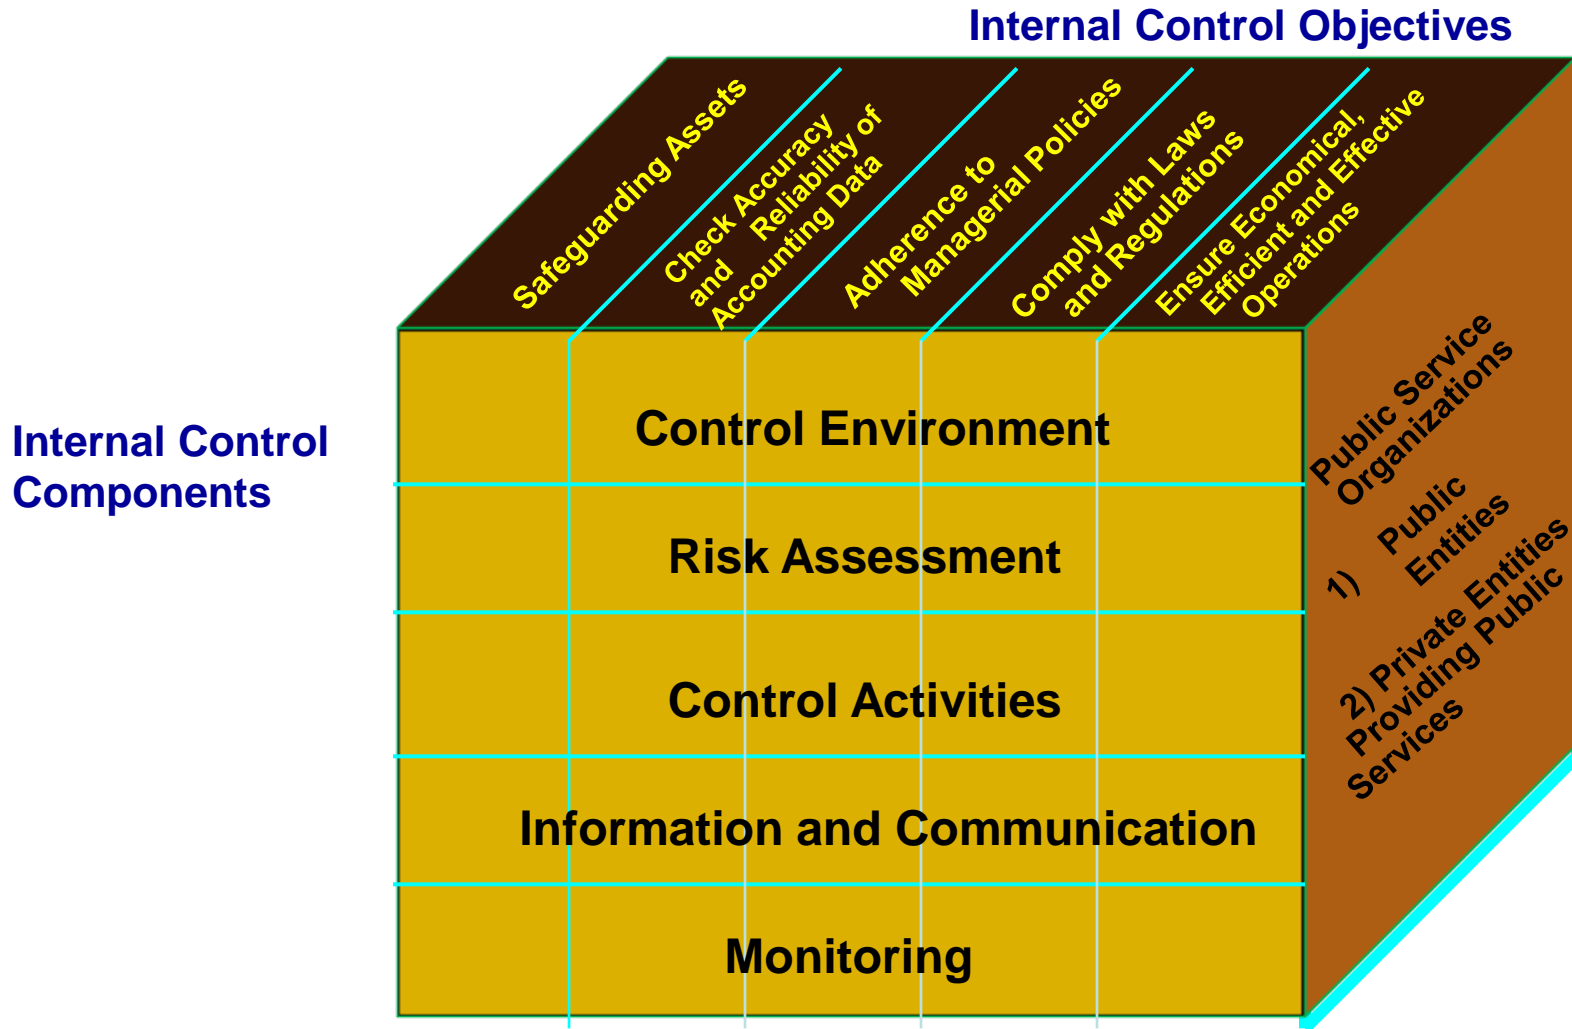 Internal Control Objectives
Safeguarding Assets
Check Accuracy
and Reliability of
Accounting Data
Adherence to
Managerial Policies
Comply with Laws
and Regulations
Ensure Economical,
Efficient and Effective
Operations
Internal Control
Components
Control Environment
Risk Assessment
Control Activities
Information and Communication
Monitoring
Public Service
Organizations
1) Public
Entities
2) Private Entities
Providing Public
Services